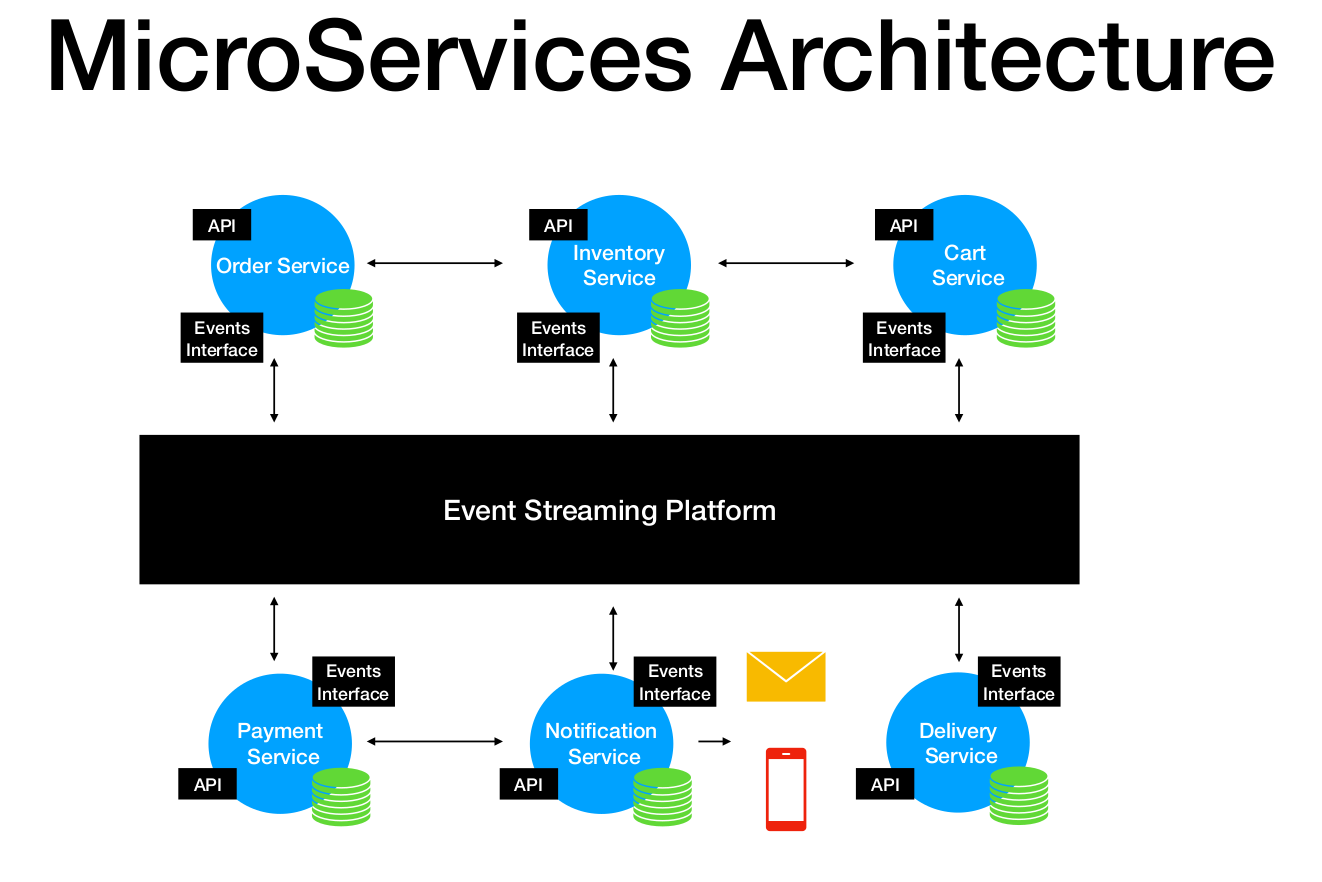 MicroServices Architecture
API
Order Service
Events
Interface
API
Inventory
Service
Events
Interface
API
Cart
Service
Events
Interface
Event Streaming Platform
Events
Interface
Payment
Service
API
Events
Interface
Notification
Service
API
Events
Interface
Delivery
Service
API